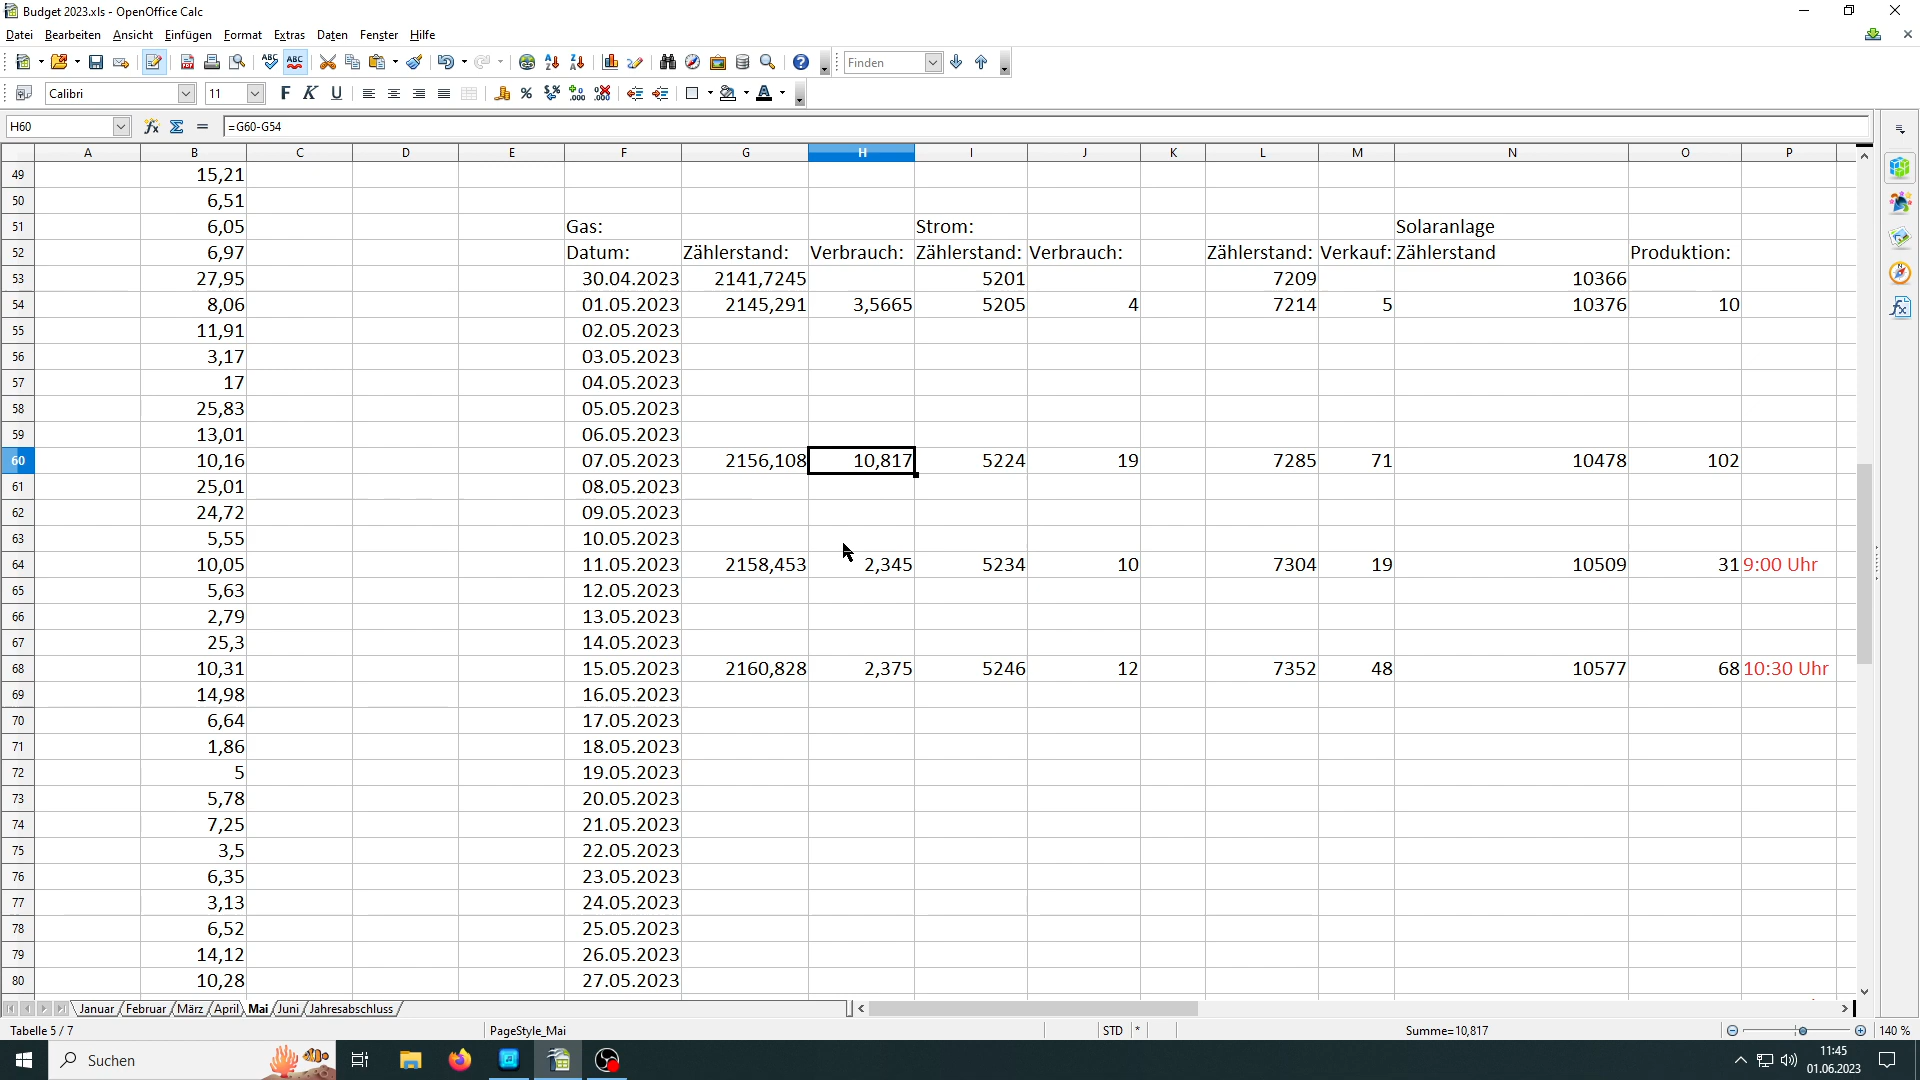 Budget 2023.xls - OpenOffice Calc
Datei Bearbeiten Ansicht Einfügen Format Extras Daten Fenster Hilfe
Finden
Calibri 11 F K U
H60 =G60-G54
A B C D E F G H I J K L M N O P
49 15,21
50 6,51
51 6,05 Gas: Strom: Solaranlage
52 6,97 Datum: Zählerstand: Verbrauch: Zählerstand: Verbrauch: Zählerstand: Verkauf: Zählerstand Produktion:
53 27,95 30.04.2023 2141,7245 5201 7209 10366
54 8,06 01.05.2023 2145,291 3,5665 5205 4 7214 5 10376 10
55 11,91 02.05.2023
56 3,17 03.05.2023
57 17 04.05.2023
58 25,83 05.05.2023
59 13,01 06.05.2023
60 10,16 07.05.2023 2156,108 10,817 5224 19 7285 71 10478 102
61 25,01 08.05.2023
62 24,72 09.05.2023
63 5,55 10.05.2023
64 10,05 11.05.2023 2158,453 2,345 5234 10 7304 19 10509 31 9:00 Uhr
65 5,63 12.05.2023
66 2,79 13.05.2023
67 25,3 14.05.2023
68 10,31 15.05.2023 2160,828 2,375 5246 12 7352 48 10577 68 10:30 Uhr
69 14,98 16.05.2023
70 6,64 17.05.2023
71 1,86 18.05.2023
72 5 19.05.2023
73 5,78 20.05.2023
74 7,25 21.05.2023
75 3,5 22.05.2023
76 6,35 23.05.2023
77 3,13 24.05.2023
78 6,52 25.05.2023
79 14,12 26.05.2023
80 10,28 27.05.2023
Januar Februar März April Mai Juni Jahresabschluss
Tabelle 5 / 7 PageStyle_Mai STD * Summe=10,817 140 %
Suchen
11:45
01.06.2023